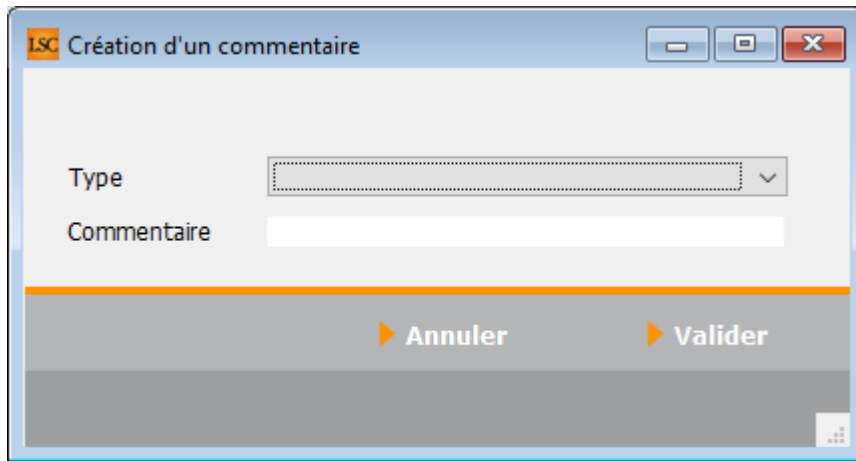 LSC Création d'un commentaire
Type
Commentaire
Annuler Valider